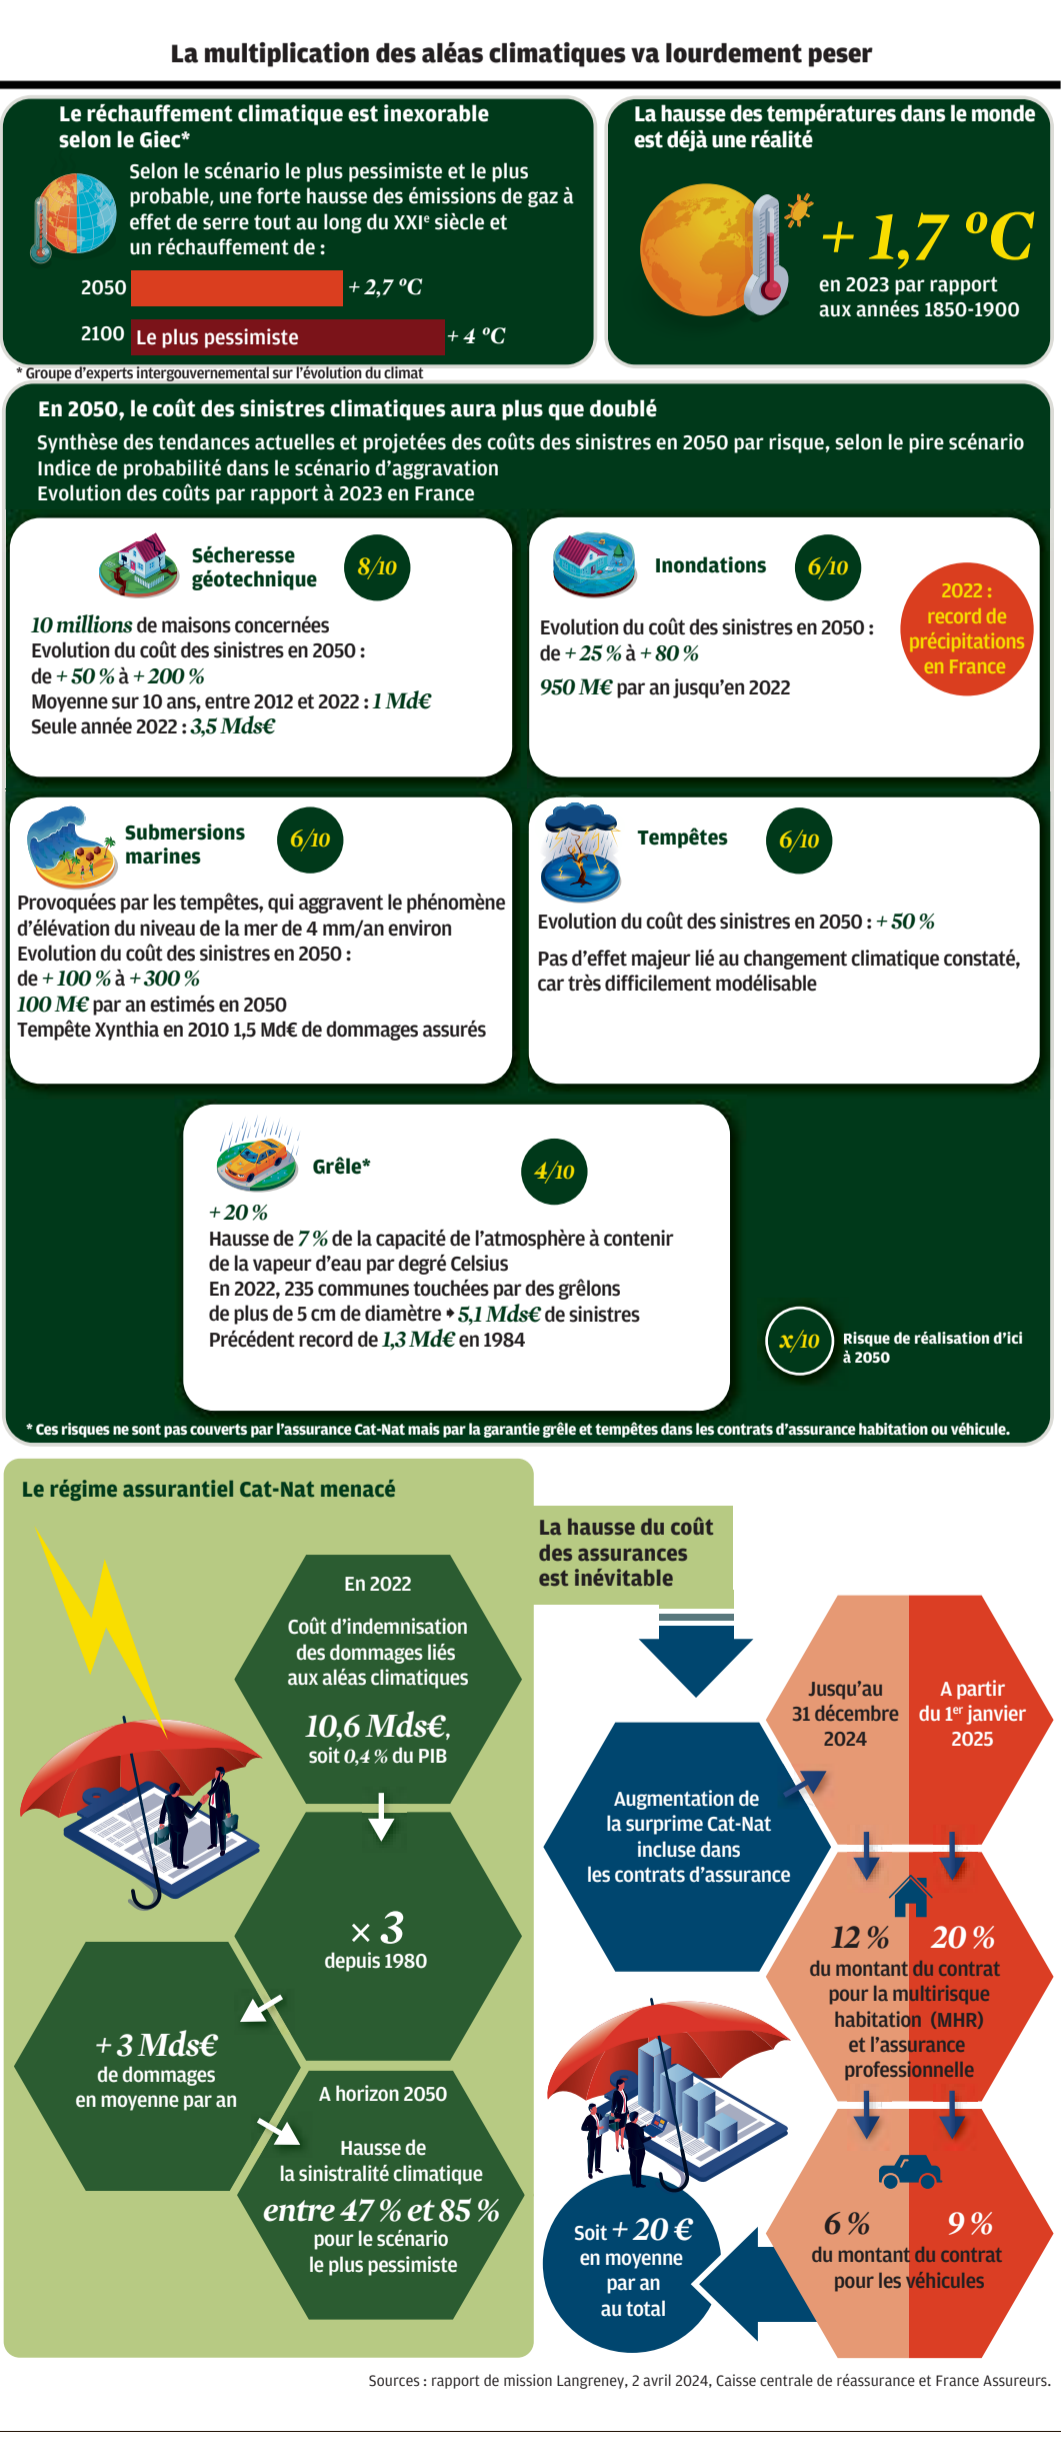 La multiplication des aléas climatiques va lourdement peser
Le réchauffement climatique est inexorable
selon le Giec*
Selon le scénario le plus pessimiste et le plus
probable, une forte hausse des émissions de gaz à
effet de serre tout au long du XXIe siècle et
un réchauffement de :
2050
+ 2,7 °C
2100
Le plus pessimiste
+ 4 °C
* Groupe d'experts intergouvernemental sur l'évolution du climat
La hausse des températures dans le monde
est déjà une réalité
+ 1,7 °C
en 2023 par rapport
aux années 1850-1900
En 2050, le coût des sinistres climatiques aura plus que doublé
Synthèse des tendances actuelles et projetées des coûts des sinistres en 2050 par risque, selon le pire scénario
Indice de probabilité dans le scénario d'aggravation
Evolution des coûts par rapport à 2023 en France
Sécheresse
géotechnique
8/10
10 millions de maisons concernées
Evolution du coût des sinistres en 2050 :
de + 50 % à + 200 %
Moyenne sur 10 ans, entre 2012 et 2022 : 1 Md€
Seule année 2022 : 3,5 Mds€
Inondations
6/10
2022 :
record de
précipitations
en France
Evolution du coût des sinistres en 2050 :
de + 25 % à + 80 %
950 M€ par an jusqu'en 2022
Submersions
marines
6/10
Provoquées par les tempêtes, qui aggravent le phénomène
d'élévation du niveau de la mer de 4 mm/an environ
Evolution du coût des sinistres en 2050 :
de + 100 % à + 300 %
100 M€ par an estimés en 2050
Tempête Xynthia en 2010 1,5 Md€ de dommages assurés
Tempêtes
6/10
Evolution du coût des sinistres en 2050 : + 50 %
Pas d'effet majeur lié au changement climatique constaté,
car très difficilement modélisable
Grêle*
4/10
+ 20 %
Hausse de 7 % de la capacité de l'atmosphère à contenir
de la vapeur d'eau par degré Celsius
En 2022, 235 communes touchées par des grêlons
de plus de 5 cm de diamètre ➧ 5,1 Mds€ de sinistres
Précédent record de 1,3 Md€ en 1984
x/10
Risque de réalisation d'ici
à 2050
* Ces risques ne sont pas couverts par l'assurance Cat-Nat mais par la garantie grêle et tempêtes dans les contrats d'assurance habitation ou véhicule.
Le régime assurantiel Cat-Nat menacé
En 2022
Coût d'indemnisation
des dommages liés
aux aléas climatiques
10,6 Mds€,
soit 0,4 % du PIB
× 3
depuis 1980
+ 3 Mds€
de dommages
en moyenne par an
A horizon 2050
Hausse de
la sinistralité climatique
entre 47 % et 85 %
pour le scénario
le plus pessimiste
La hausse du coût
des assurances
est inévitable
Augmentation de
la surprime Cat-Nat
incluse dans
les contrats d'assurance
Jusqu'au
31 décembre
2024
A partir
du 1er janvier
2025
12 %
20 %
du montant du contrat
pour la multirisque
habitation (MHR)
et l'assurance
professionnelle
6 %
9 %
du montant du contrat
pour les véhicules
Soit + 20 €
en moyenne
par an
au total
Sources : rapport de mission Langreney, 2 avril 2024, Caisse centrale de réassurance et France Assureurs.